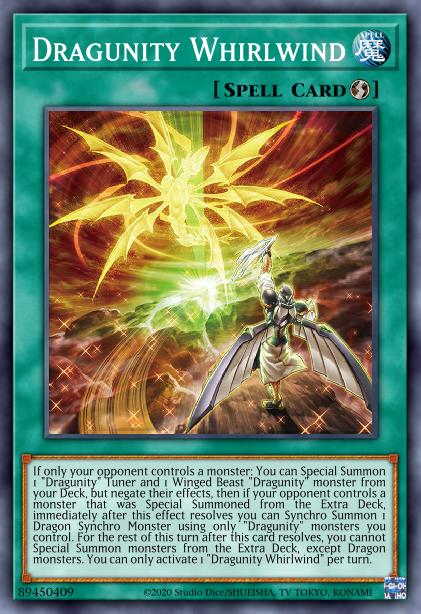 DRAGUNITY WHIRLWIND
SPELL
魔
[SPELL CARD]
If only your opponent controls a monster: You can Special Summon
1 "Dragunity" Tuner and 1 Winged Beast "Dragunity" monster from
your Deck, but negate their effects, then if your opponent controls a
monster that was Special Summoned from the Extra Deck,
immediately after this effect resolves you can Synchro Summon 1
Dragon Synchro Monster using only "Dragunity" monsters you
control. For the rest of this turn after this card resolves, you cannot
Special Summon monsters from the Extra Deck, except Dragon
monsters. You can only activate 1 "Dragunity Whirlwind" per turn.
89450409
©2020 Studio Dice/SHUEISHA, TV TOKYO, KONAMI